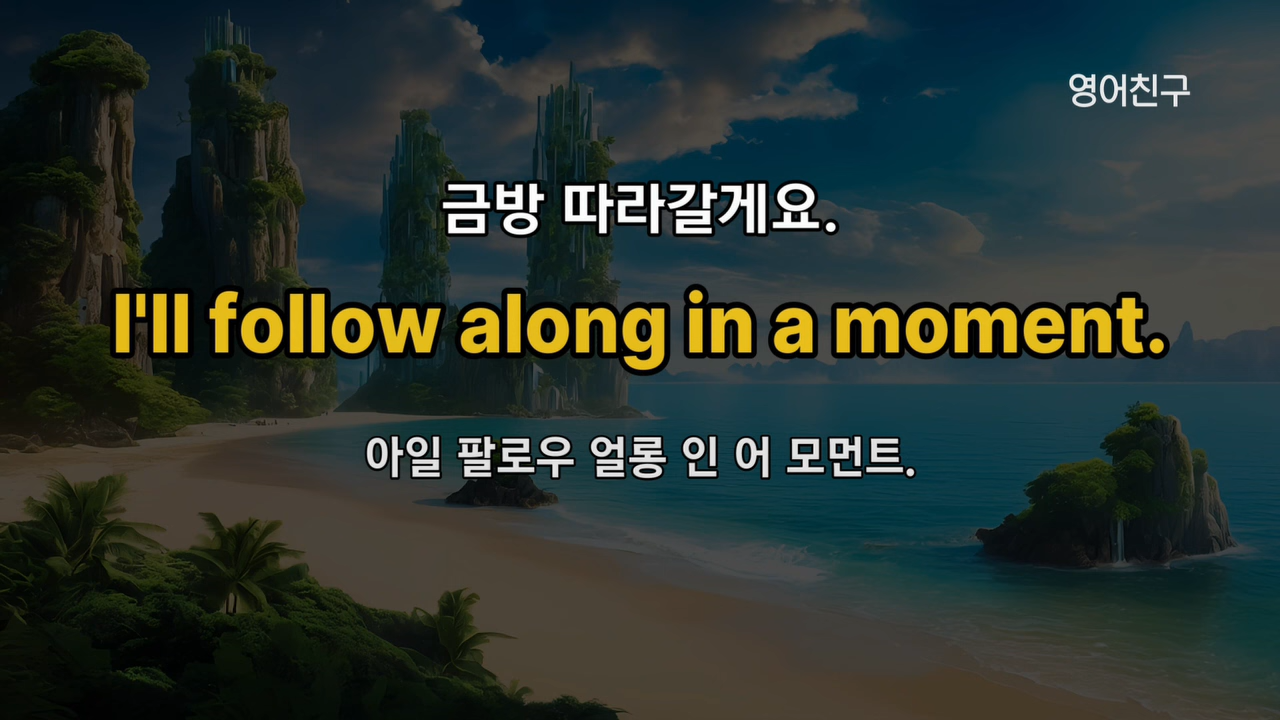 영어친구
금방 따라갈게요.
I'll follow along in a moment.
아일 팔로우 얼롱 인 어 모먼트.